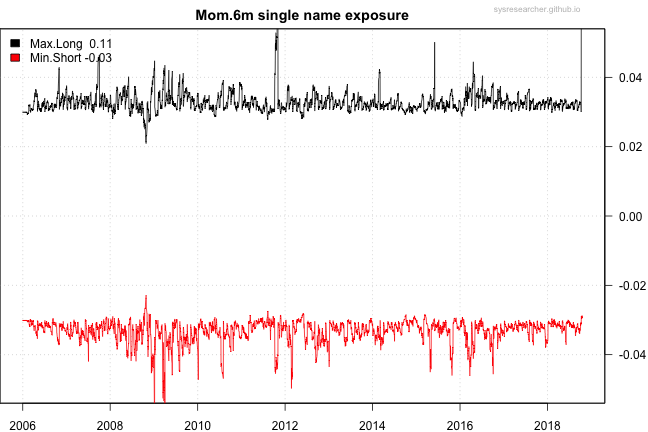 Mom.6m single name exposure
sysresearcher.github.io
Max.Long 0.11
Min.Short -0.03
0.04
0.02
0.00
-0.02
-0.04
2006 2008 2010 2012 2014 2016 2018